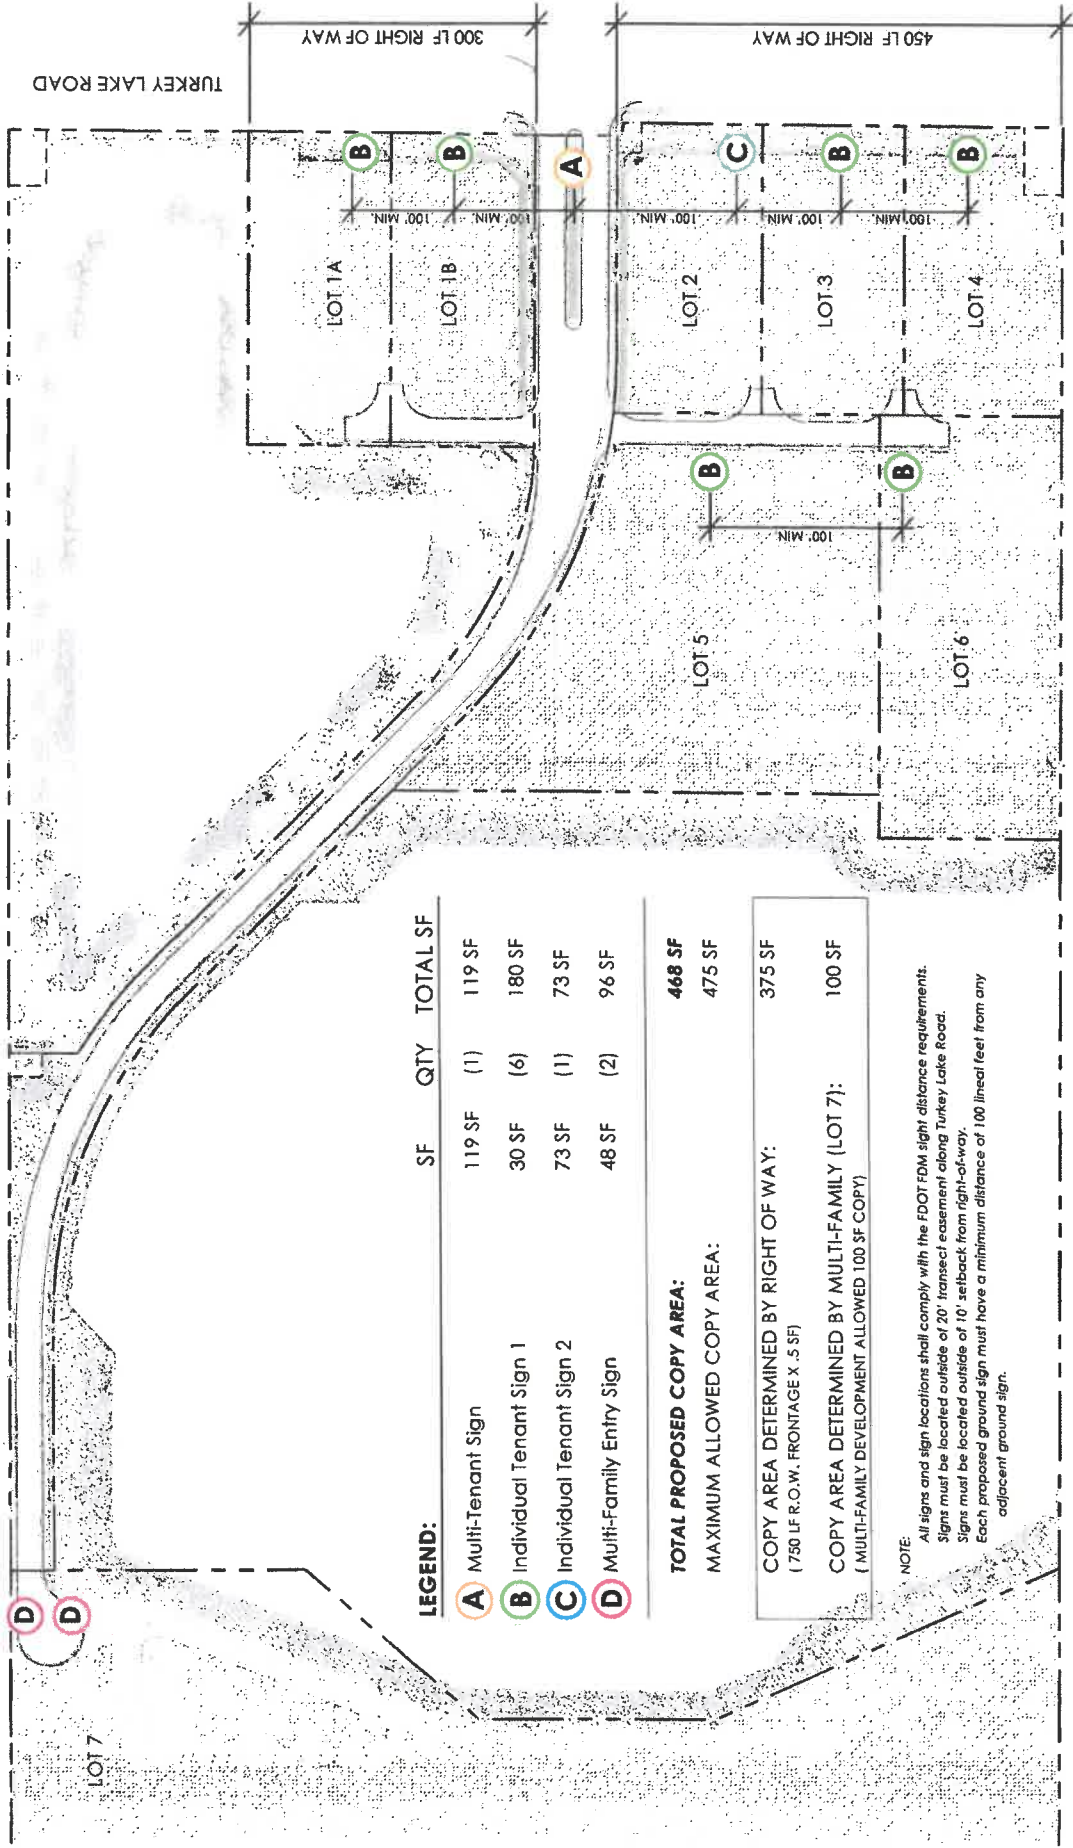 TURKEY LAKE ROAD
300 LF RIGHT OF WAY
450 LF RIGHT OF WAY
B
B
A
C
B
B
100' MIN.
100' MIN.
100' MIN.
100' MIN.
100' MIN.
LOT 1A
LOT 1B
LOT 2
LOT 3
LOT 4
B
B
100' MIN
LOT 5
LOT 6
D
D
LOT 7
LEGEND:
SF QTY TOTAL SF
A Multi-Tenant Sign 119 SF (1) 119 SF
B Individual Tenant Sign 1 30 SF (6) 180 SF
C Individual Tenant Sign 2 73 SF (1) 73 SF
D Multi-Family Entry Sign 48 SF (2) 96 SF
TOTAL PROPOSED COPY AREA: 468 SF
MAXIMUM ALLOWED COPY AREA: 475 SF
COPY AREA DETERMINED BY RIGHT OF WAY: 375 SF
( 750 LF R.O.W. FRONTAGE X .5 SF)
COPY AREA DETERMINED BY MULTI-FAMILY (LOT 7): 100 SF
( MULTI-FAMILY DEVELOPMENT ALLOWED 100 SF COPY)
NOTE:
All signs and sign locations shall comply with the FDOT FDM sight distance requirements.
Signs must be located outside of 20' transect easement along Turkey Lake Road.
Signs must be located outside of 10' setback from right-of-way.
Each proposed ground sign must have a minimum distance of 100 lineal feet from any
adjacent ground sign.